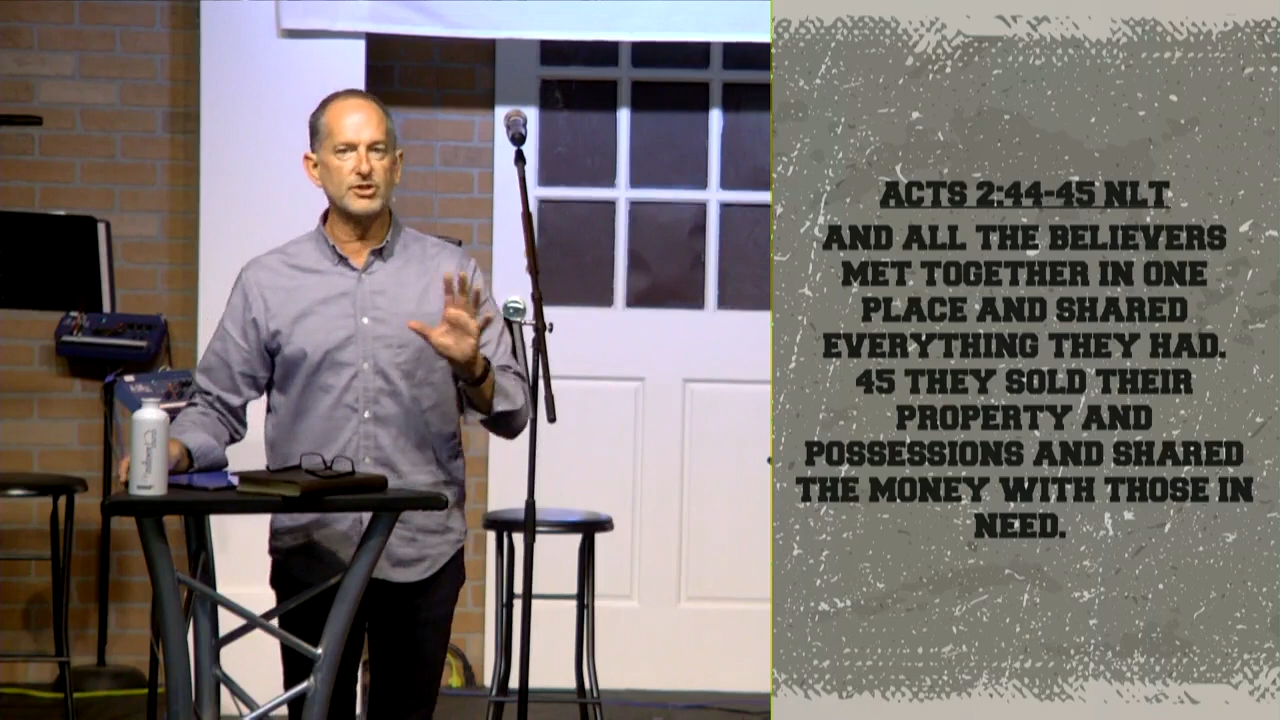 ACTS 2:44-45 NLT
AND ALL THE BELIEVERS
MET TOGETHER IN ONE
PLACE AND SHARED
EVERYTHING THEY HAD.
45 THEY SOLD THEIR
PROPERTY AND
POSSESSIONS AND SHARED
THE MONEY WITH THOSE IN
NEED.